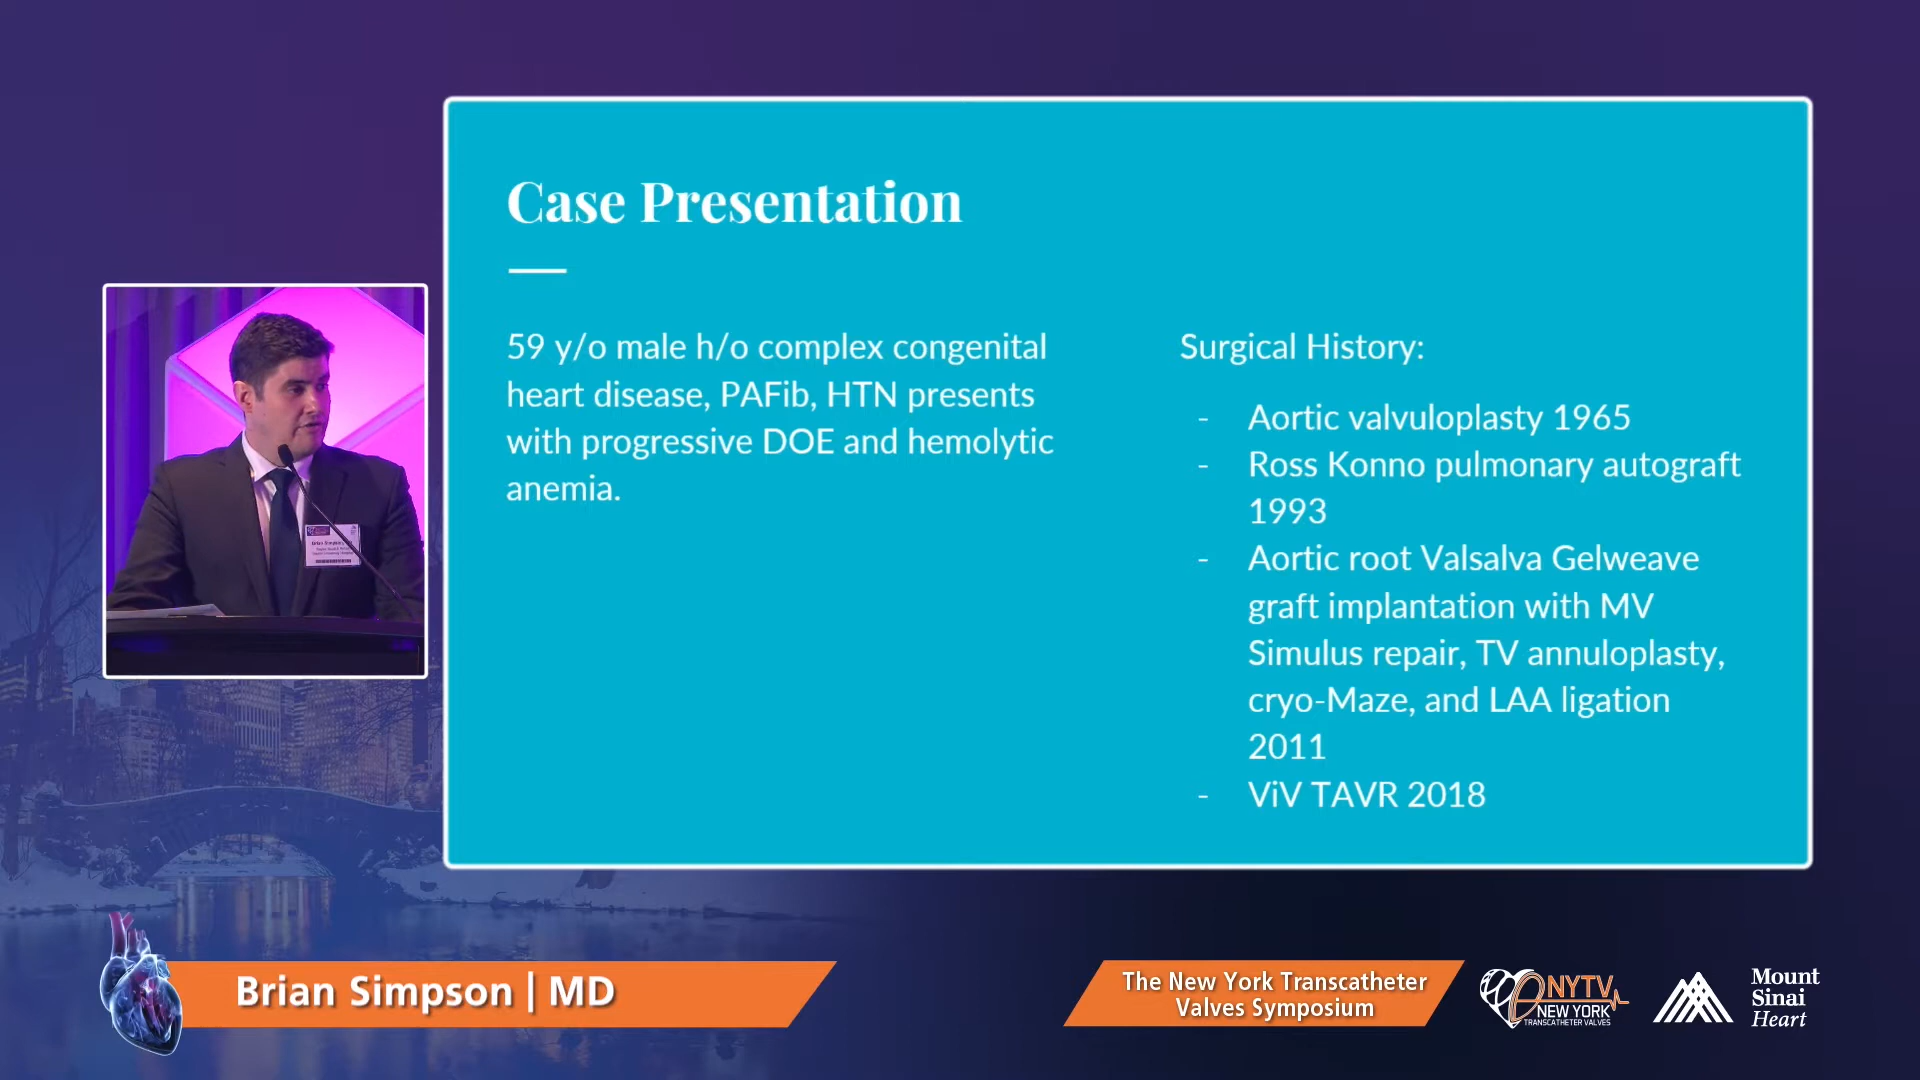 Case Presentation
59 y/o male h/o complex congenital
heart disease, PAFib, HTN presents
with progressive DOE and hemolytic
anemia.
Surgical History:
- Aortic valvuloplasty 1965
- Ross Konno pulmonary autograft
1993
- Aortic root Valsalva Gelweave
graft implantation with MV
Simulus repair, TV annuloplasty,
cryo-Maze, and LAA ligation
2011
- ViV TAVR 2018
Brian Simpson | MD
The New York Transcatheter
Valves Symposium
NYTV
NEW YORK
TRANSCATHETER VALVES
Mount
Sinai
Heart